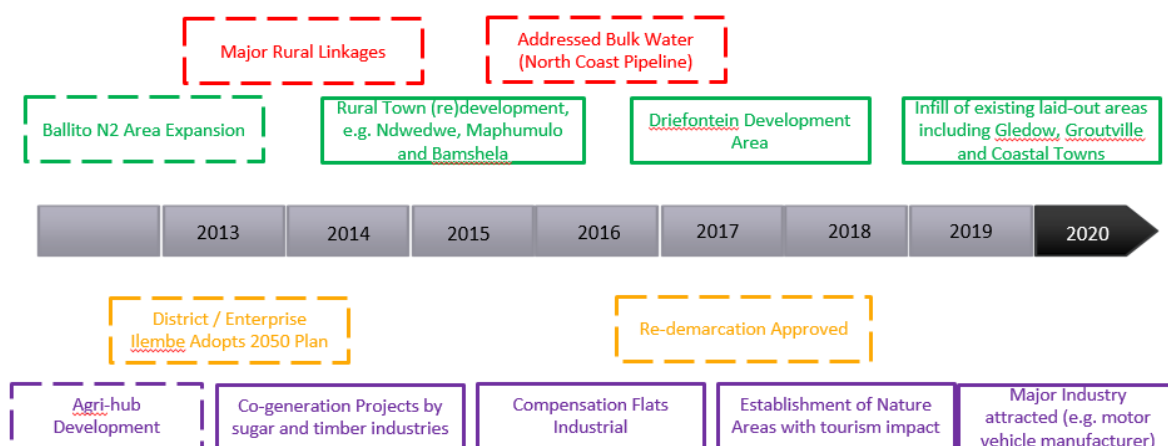 Major Rural Linkages
Addressed Bulk Water
(North Coast Pipeline)
Ballito N2 Area Expansion
Rural Town (re)development,
e.g. Ndwedwe, Maphumulo
and Bamshela
Driefontein Development
Area
Infill of existing laid-out areas
including Gledow, Groutville
and Coastal Towns
2013 2014 2015 2016 2017 2018 2019 2020
District / Enterprise
Ilembe Adopts 2050 Plan
Re-demarcation Approved
Agri-hub
Development
Co-generation Projects by
sugar and timber industries
Compensation Flats
Industrial
Establishment of Nature
Areas with tourism impact
Major Industry
attracted (e.g. motor
vehicle manufacturer)